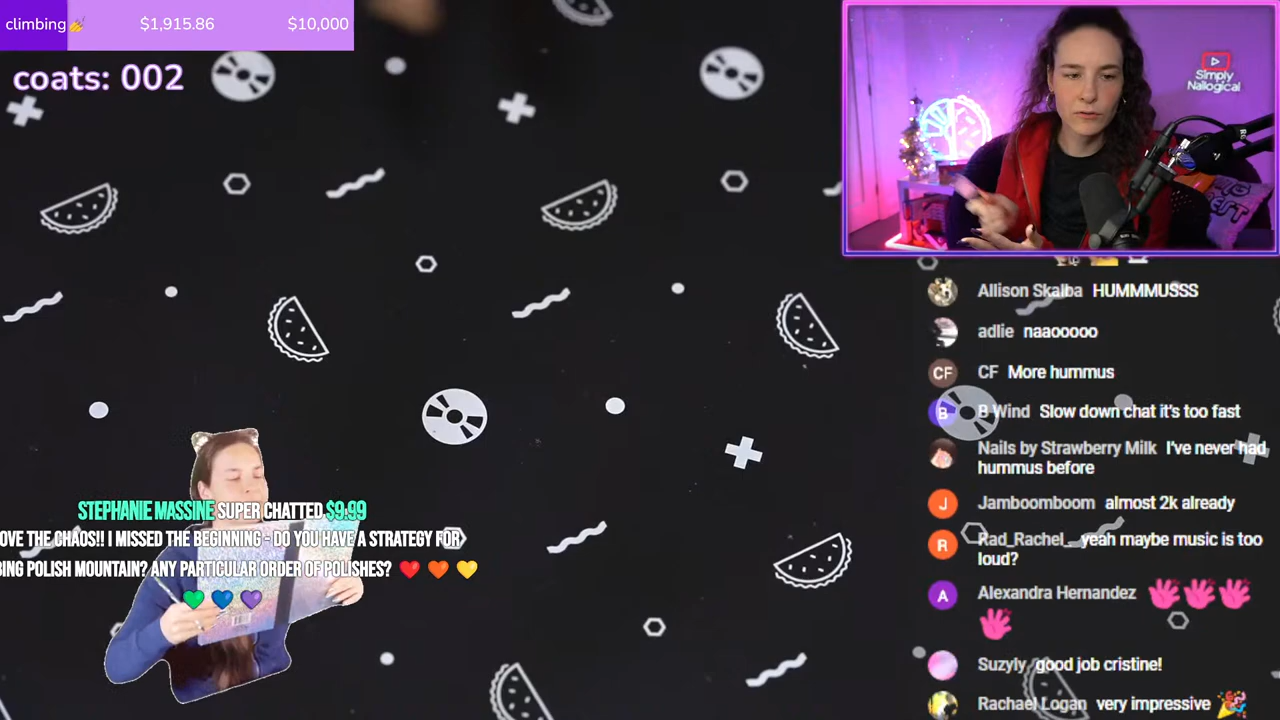 climbing💅 $1,915.86 $10,000
coats: 002
Simply
Nailogical
Allison Skalba HUMMMUSSS
adlie naaooooo
CF CF More hummus
B B Wind Slow down chat it's too fast
Nails by Strawberry Milk I've never had
hummus before
J Jamboomboom almost 2k already
R Rad_Rachel_ yeah maybe music is too
loud?
A Alexandra Hernandez 👋👋👋
👋
Suzyly good job cristine!
Rachael Logan very impressive 🎉
STEPHANIE MASSINE SUPER CHATTED $9.99
OVE THE CHAOS!! I MISSED THE BEGINNING - DO YOU HAVE A STRATEGY FOR
BING POLISH MOUNTAIN? ANY PARTICULAR ORDER OF POLISHES? ❤️ 🧡 💛
💚 💙 💜